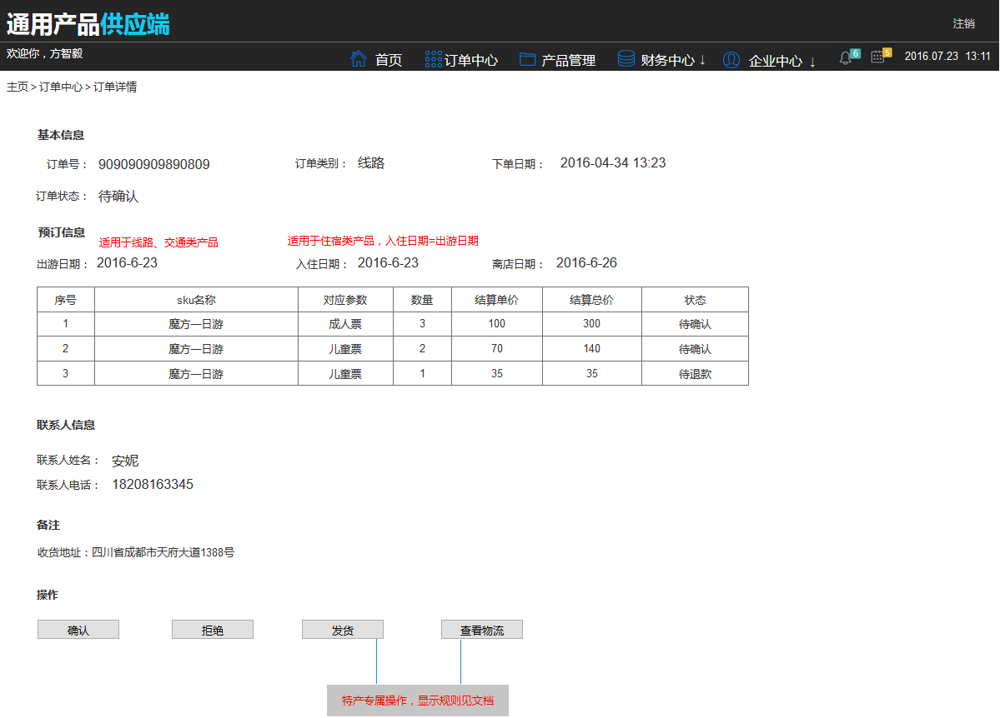 通用产品供应端
注销
欢迎你，方智毅
首页 订单中心 产品管理 财务中心 ↓ 企业中心 ↓ 6 5 2016.07.23 13:11
主页 > 订单中心 > 订单详情
基本信息
订单号： 909090909890809 订单类别： 线路 下单日期： 2016-04-34 13:23
订单状态： 待确认
预订信息 适用于线路、交通类产品 适用于住宿类产品，入住日期=出游日期
出游日期： 2016-6-23 入住日期： 2016-6-23 离店日期： 2016-6-26
序号 sku名称 对应参数 数量 结算单价 结算总价 状态
1 魔方一日游 成人票 3 100 300 待确认
2 魔方一日游 儿童票 2 70 140 待确认
3 魔方一日游 儿童票 1 35 35 待退款
联系人信息
联系人姓名： 安妮
联系人电话： 18208163345
备注
收货地址：四川省成都市天府大道1388号
操作
确认 拒绝 发货 查看物流
特产专属操作，显示规则见文档